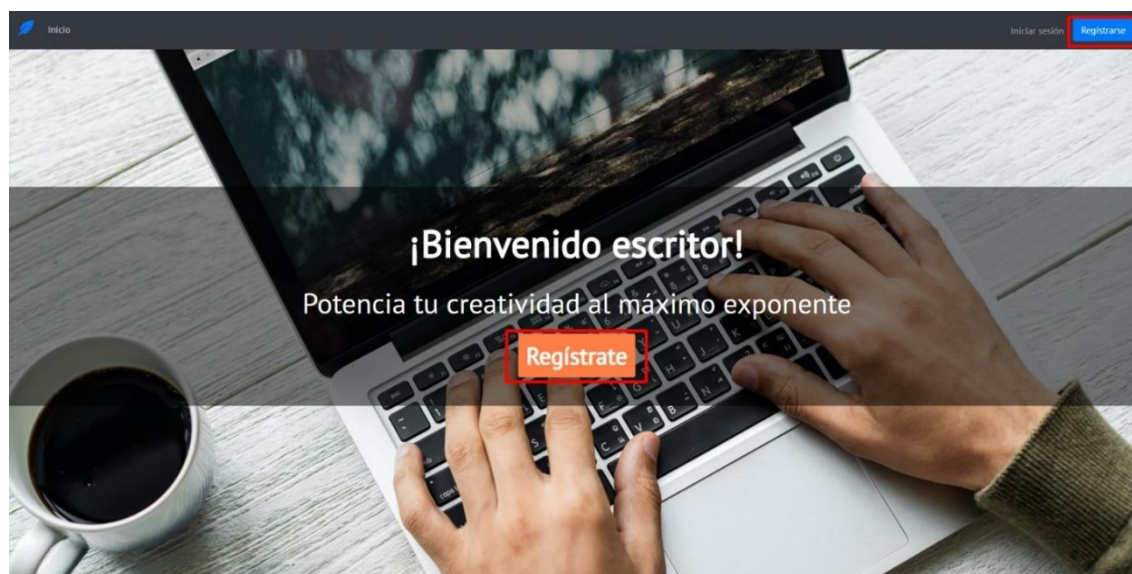 Inicio
Iniciar sesión
Registrarse
¡Bienvenido escritor!
Potencia tu creatividad al máximo exponente
Regístrate